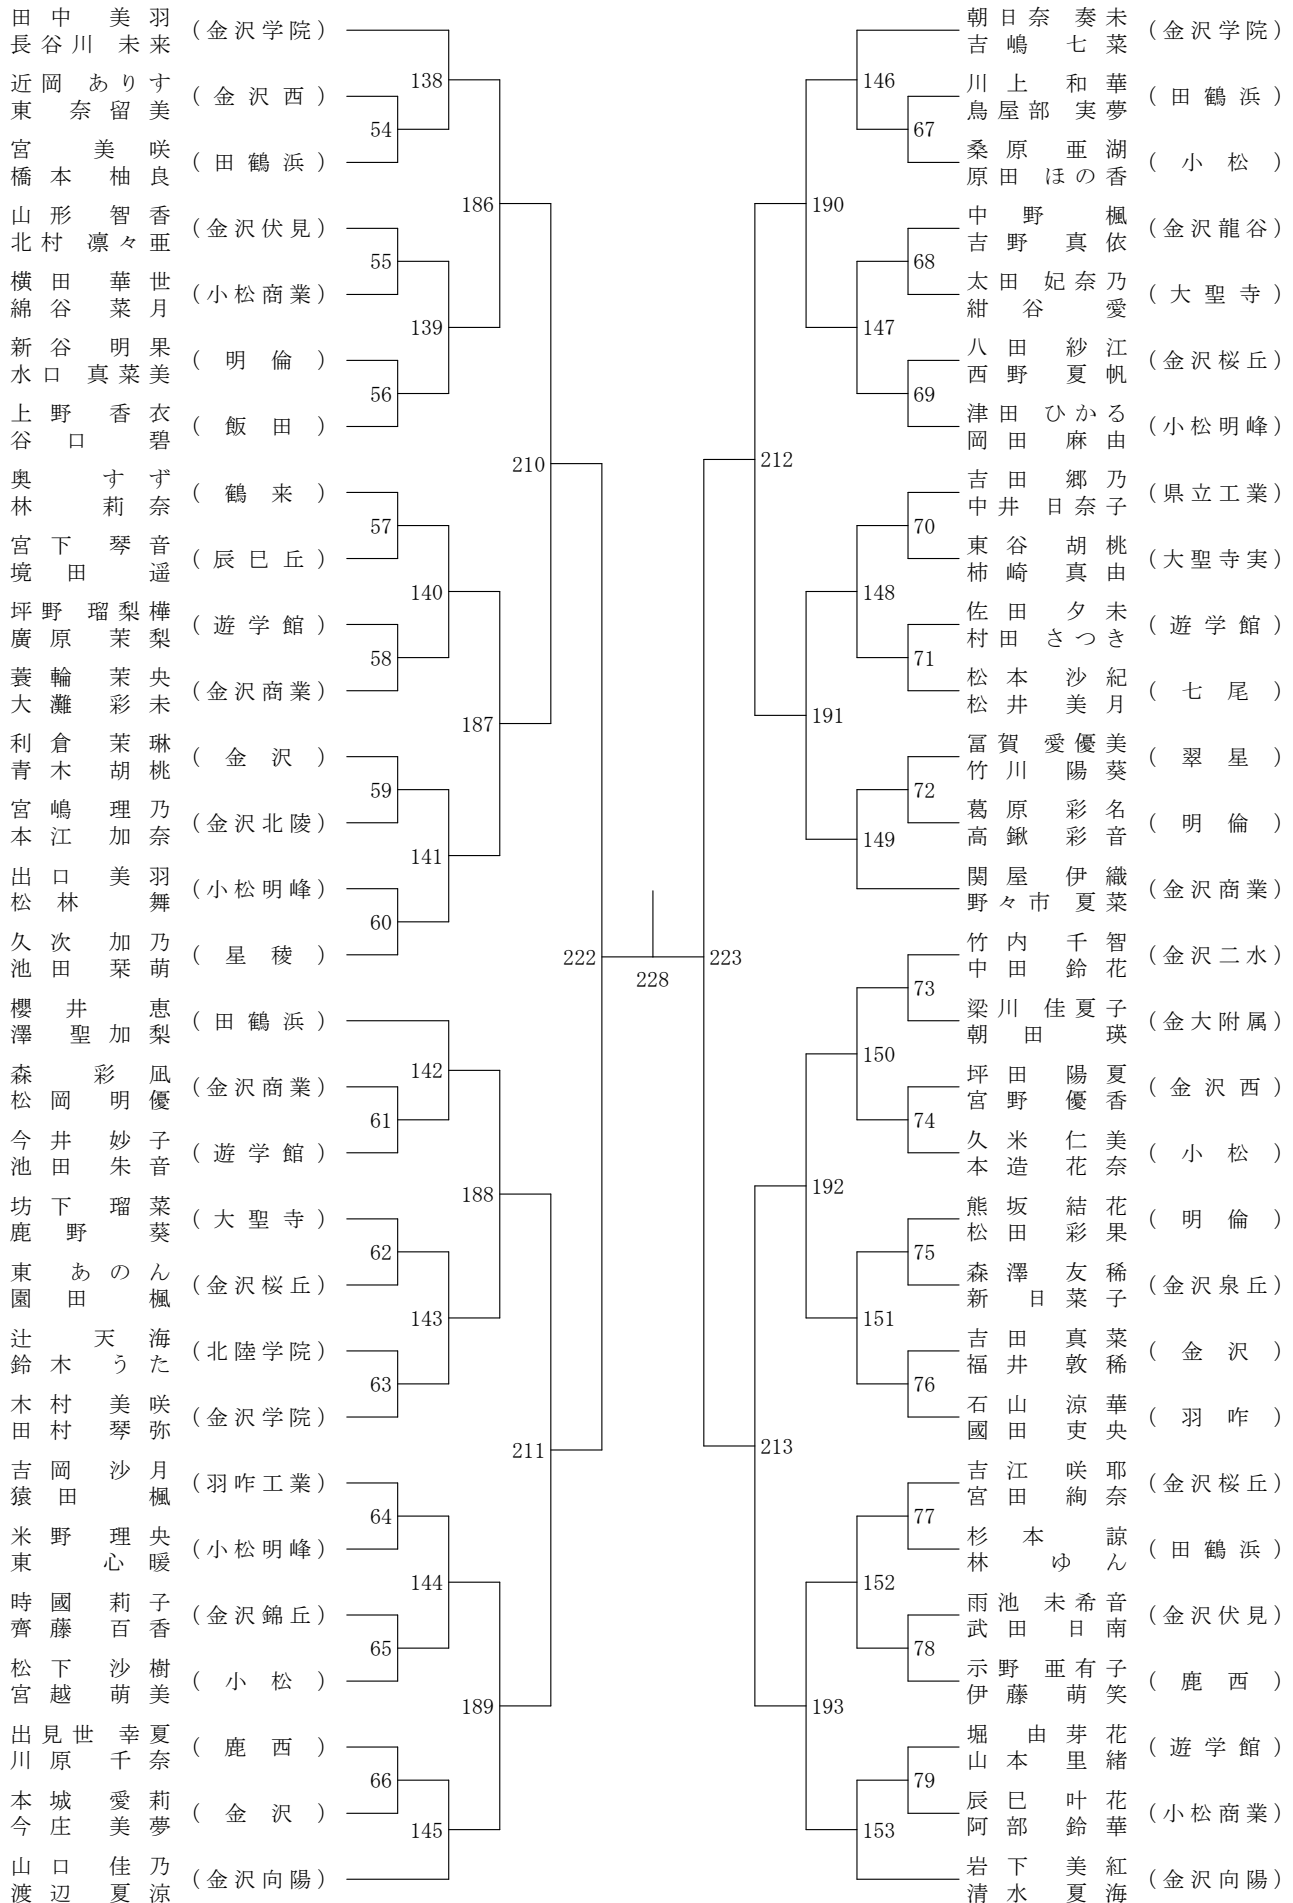 田中 美羽
長谷川 未来
(金沢学院)
近岡 ありす
東 奈留美
(金沢西)
宮 美咲
橋本 柚良
(田鶴浜)
山形 智香
北村 凛々亜
(金沢伏見)
横田 華世
綿谷 菜月
(小松商業)
新谷 明果
水口 真菜美
(明倫)
上野 香衣
谷口 碧
(飯田)
奥 すず
林 莉奈
(鶴来)
宮下 琴音
境田 遥
(辰巳丘)
坪野 瑠梨樺
廣原 茉梨
(遊学館)
蓑輪 茉央
大灘 彩未
(金沢商業)
利倉 茉琳
青木 胡桃
(金沢)
宮嶋 理乃
本江 加奈
(金沢北陵)
出口 美羽
松林 舞
(小松明峰)
久次 加乃
池田 栞萌
(星稜)
櫻井 恵
澤 聖加梨
(田鶴浜)
森 彩凪
松岡 明優
(金沢商業)
今井 妙子
池田 朱音
(遊学館)
坊下 瑠菜
鹿野 葵
(大聖寺)
東 あのん
園田 楓
(金沢桜丘)
辻 天海
鈴木 うた
(北陸学院)
木村 美咲
田村 琴弥
(金沢学院)
吉岡 沙月
猿田 楓
(羽咋工業)
米野 理央
東 心暖
(小松明峰)
時國 莉子
齊藤 百香
(金沢錦丘)
松下 沙樹
宮越 萌美
(小松)
出見世 幸夏
川原 千奈
(鹿西)
本城 愛莉
今庄 美夢
(金沢)
山口 佳乃
渡辺 夏涼
(金沢向陽)
54
55
56
57
58
59
60
61
62
63
64
65
66
138
139
140
141
142
143
144
145
186
187
188
189
210
211
222
228
223
212
213
190
191
192
193
146
147
148
149
150
151
152
153
67
68
69
70
71
72
73
74
75
76
77
78
79
朝日奈 奏未
吉嶋 七菜
(金沢学院)
川上 和華
鳥屋部 実夢
(田鶴浜)
桑原 亜湖
原田 ほの香
(小松)
中野 楓
吉野 真依
(金沢龍谷)
太田 妃奈乃
紺谷 愛
(大聖寺)
八田 紗江
西野 夏帆
(金沢桜丘)
津田 ひかる
岡田 麻由
(小松明峰)
吉田 郷乃
中井 日奈子
(県立工業)
東谷 胡桃
柿崎 真由
(大聖寺実)
佐田 夕未
村田 さつき
(遊学館)
松本 沙紀
松井 美月
(七尾)
冨賀 愛優美
竹川 陽葵
(翠星)
葛原 彩名
高鍬 彩音
(明倫)
関屋 伊織
野々市 夏菜
(金沢商業)
竹内 千智
中田 鈴花
(金沢二水)
梁川 佳夏子
朝田 瑛
(金大附属)
坪田 陽夏
宮野 優香
(金沢西)
久米 仁美
本造 花奈
(小松)
熊坂 結花
松田 彩果
(明倫)
森澤 友稀
新 日菜子
(金沢泉丘)
吉田 真菜
福井 敦稀
(金沢)
石山 涼華
國田 吏央
(羽咋)
吉江 咲耶
宮田 絢奈
(金沢桜丘)
杉本 諒
林 ゆん
(田鶴浜)
雨池 未希音
武田 日南
(金沢伏見)
示野 亜有子
伊藤 萌笑
(鹿西)
堀 由芽花
山本 里緒
(遊学館)
辰巳 叶花
阿部 鈴華
(小松商業)
岩下 美紅
清水 夏海
(金沢向陽)